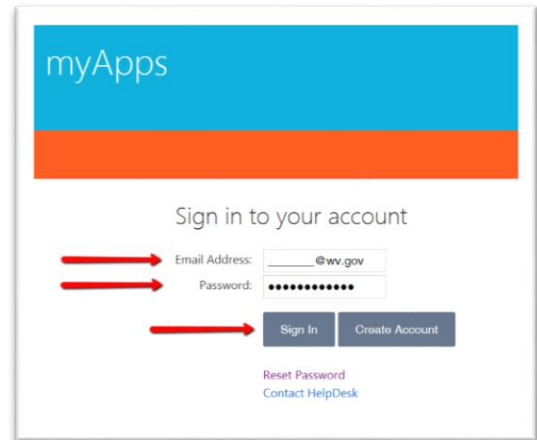 myApps
Sign in to your account
Email Address: ________@wv.gov
Password: ••••••••••••
Sign In Create Account
Reset Password
Contact HelpDesk